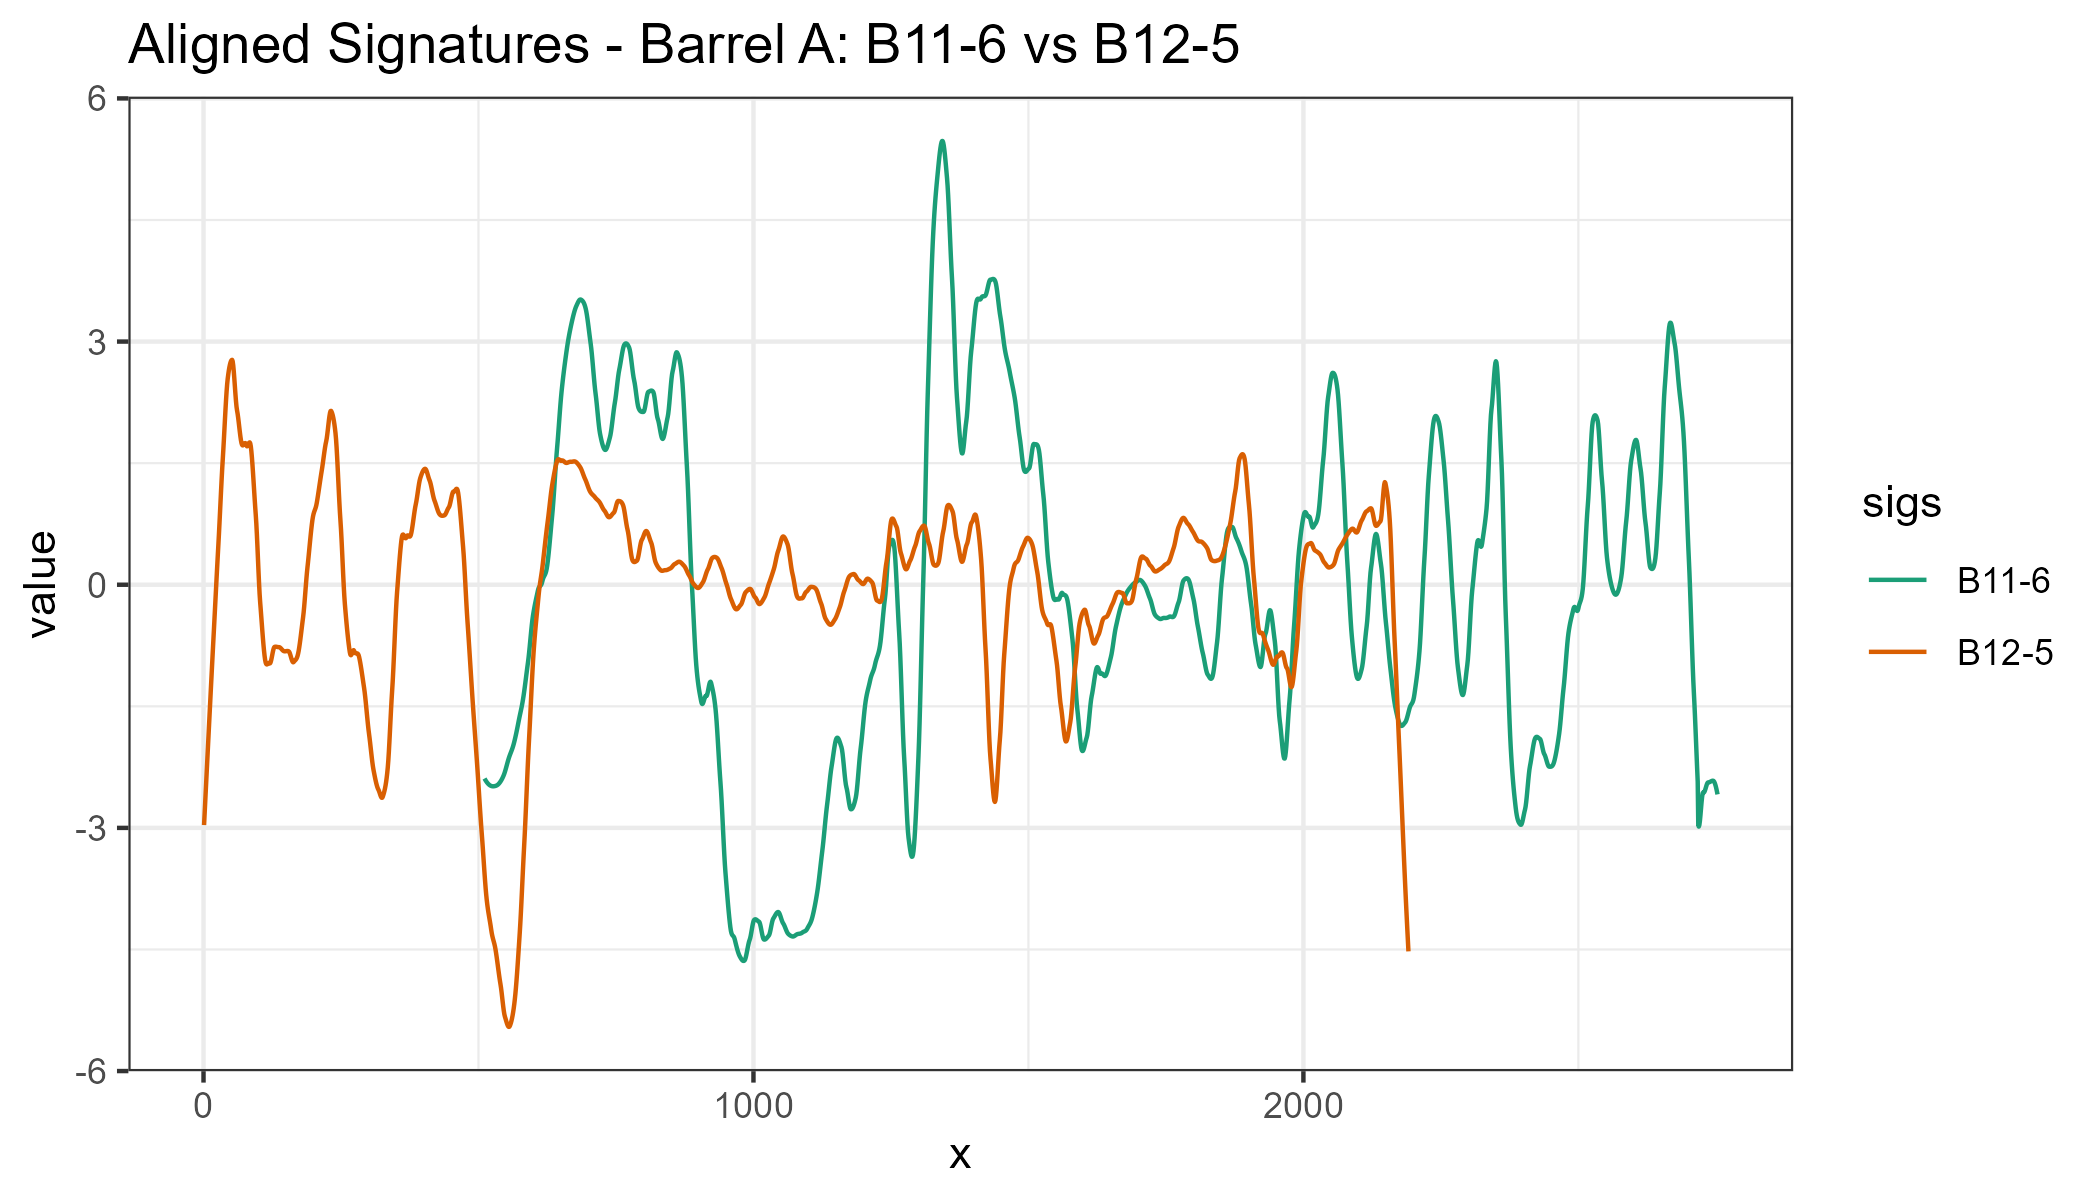 Aligned Signatures - Barrel A: B11-6 vs B12-5
6
3
0
-3
-6
value
0 1000 2000
x
sigs
B11-6
B12-5